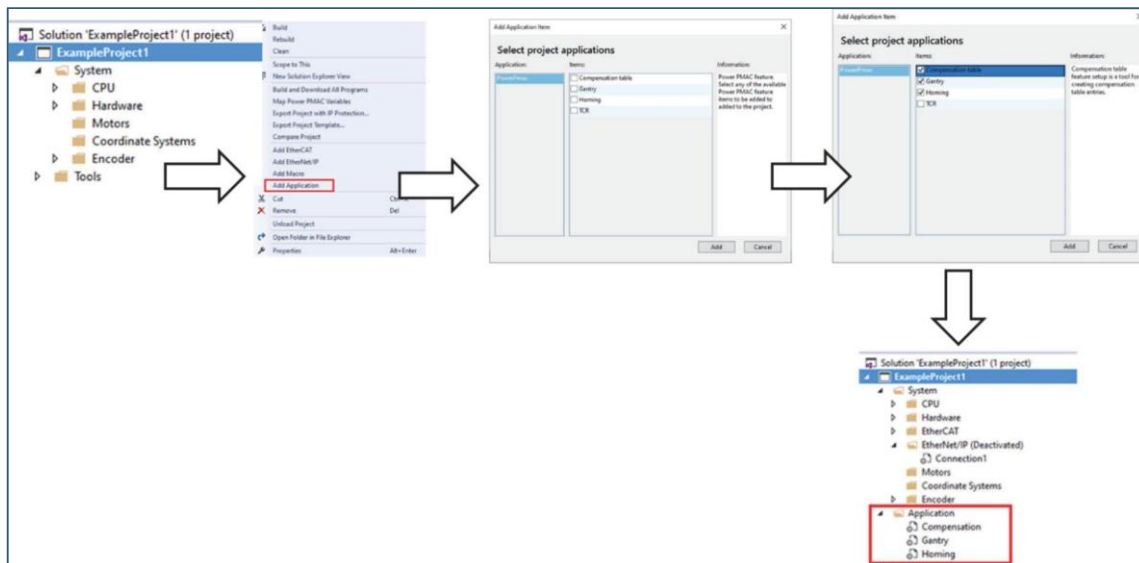 Solution 'ExampleProject1' (1 project)
ExampleProject1
System
CPU
Hardware
Motors
Coordinate Systems
Encoder
Tools
Build
Rebuild
Clean
Scope to This
New Solution Explorer View
Build and Download All Programs
Map Power PMAC Variables
Export Project with IP Protection...
Export Project Template...
Compare Project
Add EtherCAT
Add EtherNet/IP
Add Macro
Add Application
Cut
Remove Del
Unload Project
Open Folder in File Explorer
Properties Alt+Enter
Add Application Item
Select project applications
Application: Items: Information:
PowerPmac
Compensation table
Gantry
Homing
TCR
Power PMAC feature.
Select any of the available
Power PMAC feature
items to be added to
added to the project.
Add Cancel
Add Application Item
Select project applications
Application: Items: Information:
PowerPmac
Compensation table
Gantry
Homing
TCR
Compensation table
feature setup is a tool for
creating compensation
table entries.
Add Cancel
Solution 'ExampleProject1' (1 project)
ExampleProject1
System
CPU
Hardware
EtherCAT
EtherNet/IP (Deactivated)
Connection1
Motors
Coordinate Systems
Encoder
Application
Compensation
Gantry
Homing